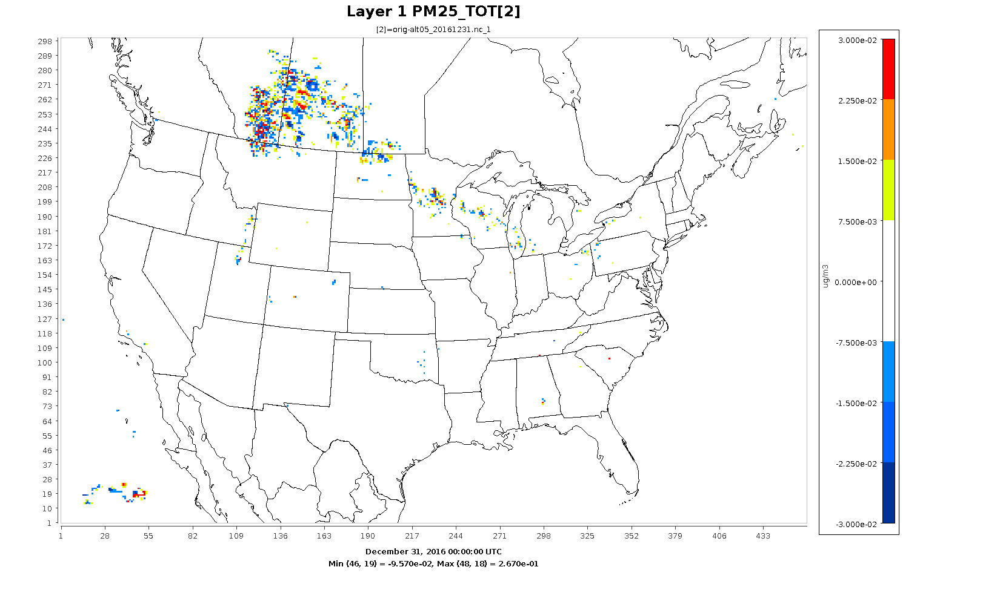 Layer 1 PM25_TOT[2]
[2]=orig-alt05_20161231.nc_1
298
289
280
271
262
253
244
235
226
217
208
199
190
181
172
163
154
145
136
127
118
109
100
91
82
73
64
55
46
37
28
19
10
1
1 28 55 82 109 136 163 190 217 244 271 298 325 352 379 406 433
December 31, 2016 00:00:00 UTC
Min (46, 19) = -9.570e-02, Max (48, 18) = 2.670e-01
ug/m3
3.000e-02
2.250e-02
1.500e-02
7.500e-03
0.000e+00
-7.500e-03
-1.500e-02
-2.250e-02
-3.000e-02